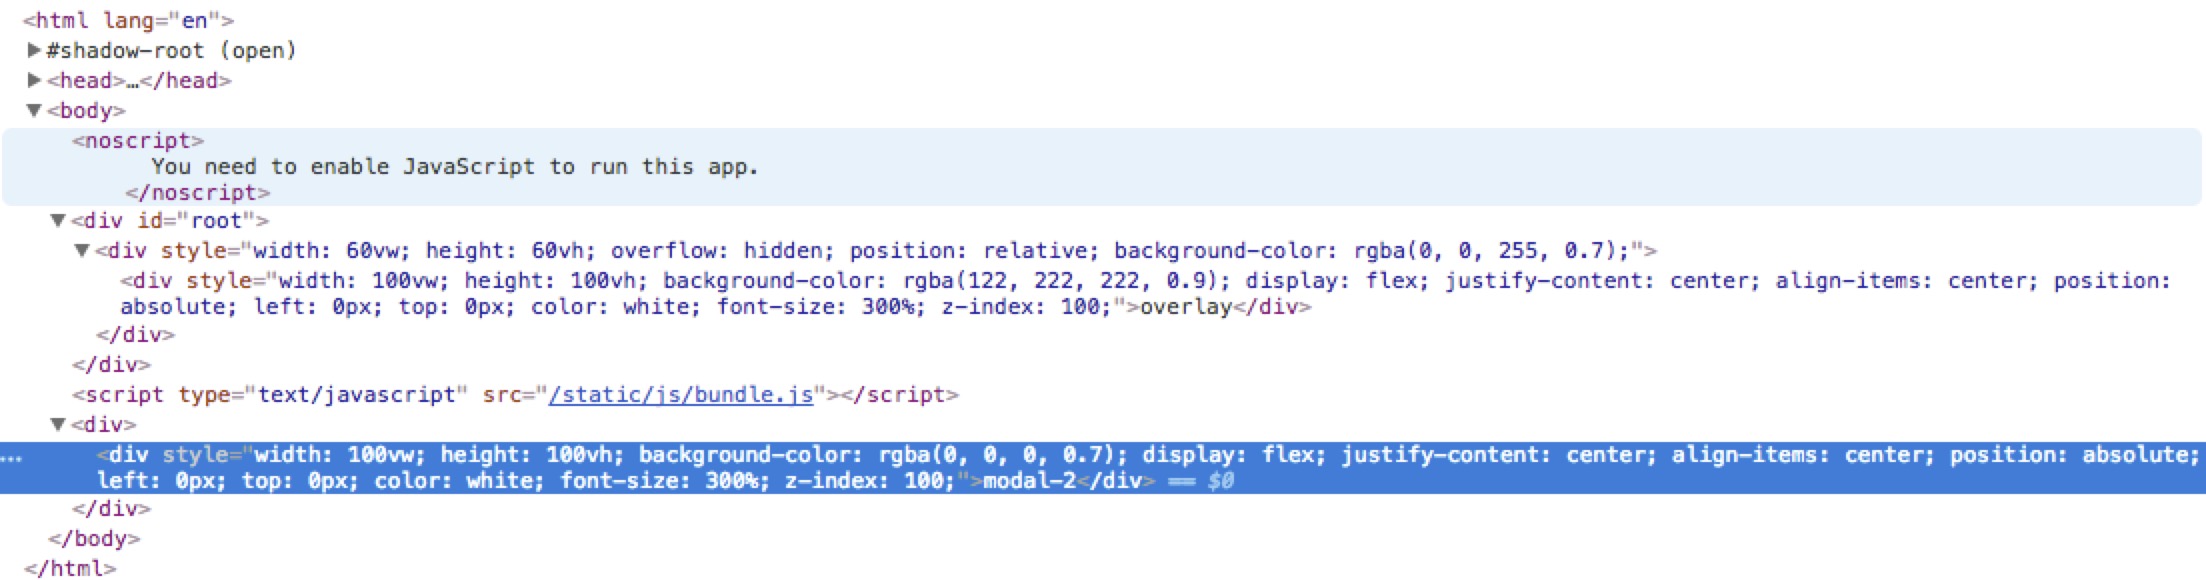 <html lang="en">
▶#shadow-root (open)
▶<head>…</head>
▼<body>
<noscript>
You need to enable JavaScript to run this app.
</noscript>
▼<div id="root">
▼<div style="width: 60vw; height: 60vh; overflow: hidden; position: relative; background-color: rgba(0, 0, 255, 0.7);">
<div style="width: 100vw; height: 100vh; background-color: rgba(122, 222, 222, 0.9); display: flex; justify-content: center; align-items: center; position:
absolute; left: 0px; top: 0px; color: white; font-size: 300%; z-index: 100;">overlay</div>
</div>
</div>
<script type="text/javascript" src="/static/js/bundle.js"></script>
▼<div>
… <div style="width: 100vw; height: 100vh; background-color: rgba(0, 0, 0, 0.7); display: flex; justify-content: center; align-items: center; position: absolute;
left: 0px; top: 0px; color: white; font-size: 300%; z-index: 100;">modal-2</div> == $0
</div>
</body>
</html>